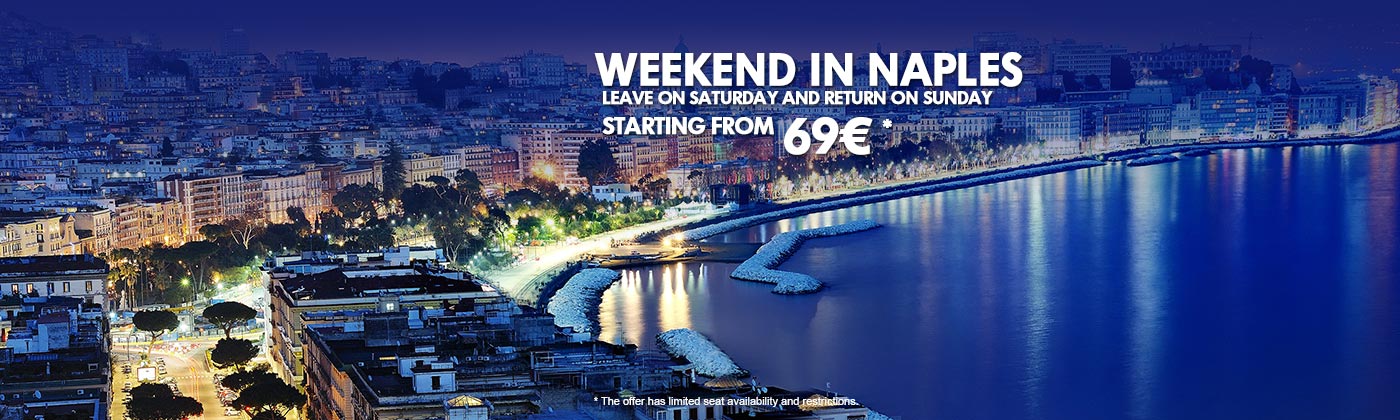 WEEKEND IN NAPLES
LEAVE ON SATURDAY AND RETURN ON SUNDAY
STARTING FROM 69€ *
* The offer has limited seat availability and restrictions.